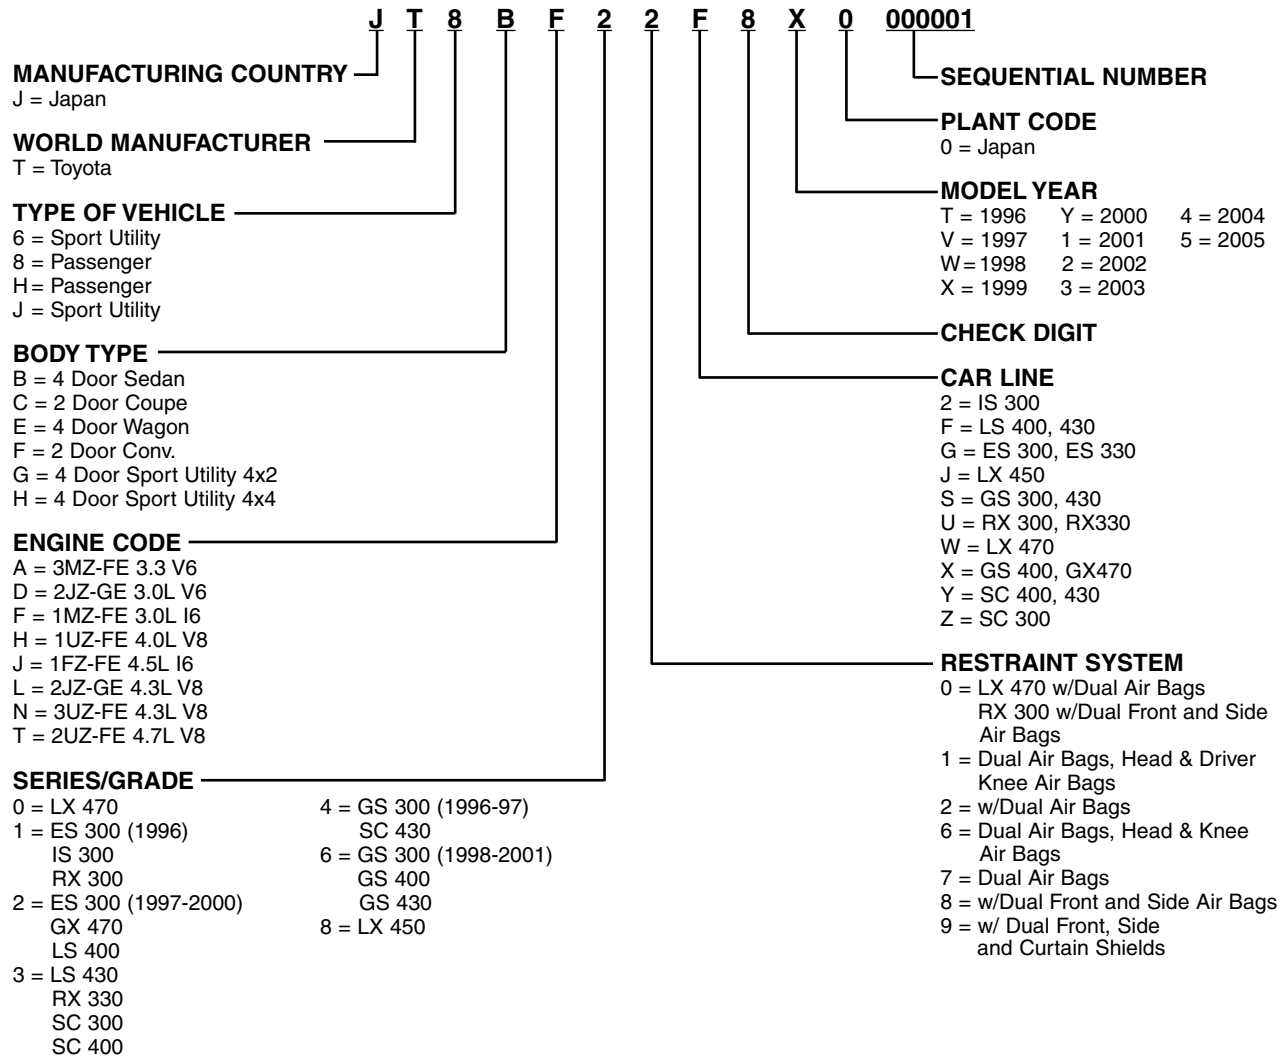 J T 8 B F 2 2 F 8 X 0 000001
MANUFACTURING COUNTRY
J = Japan
WORLD MANUFACTURER
T = Toyota
TYPE OF VEHICLE
6 = Sport Utility
8 = Passenger
H = Passenger
J = Sport Utility
BODY TYPE
B = 4 Door Sedan
C = 2 Door Coupe
E = 4 Door Wagon
F = 2 Door Conv.
G = 4 Door Sport Utility 4x2
H = 4 Door Sport Utility 4x4
ENGINE CODE
A = 3MZ-FE 3.3 V6
D = 2JZ-GE 3.0L V6
F = 1MZ-FE 3.0L I6
H = 1UZ-FE 4.0L V8
J = 1FZ-FE 4.5L I6
L = 2JZ-GE 4.3L V8
N = 3UZ-FE 4.3L V8
T = 2UZ-FE 4.7L V8
SERIES/GRADE
0 = LX 470
1 = ES 300 (1996)
IS 300
RX 300
2 = ES 300 (1997-2000)
GX 470
LS 400
3 = LS 430
RX 330
SC 300
SC 400
4 = GS 300 (1996-97)
SC 430
6 = GS 300 (1998-2001)
GS 400
GS 430
8 = LX 450
SEQUENTIAL NUMBER
PLANT CODE
0 = Japan
MODEL YEAR
T = 1996 Y = 2000 4 = 2004
V = 1997 1 = 2001 5 = 2005
W = 1998 2 = 2002
X = 1999 3 = 2003
CHECK DIGIT
CAR LINE
2 = IS 300
F = LS 400, 430
G = ES 300, ES 330
J = LX 450
S = GS 300, 430
U = RX 300, RX330
W = LX 470
X = GS 400, GX470
Y = SC 400, 430
Z = SC 300
RESTRAINT SYSTEM
0 = LX 470 w/Dual Air Bags
RX 300 w/Dual Front and Side
Air Bags
1 = Dual Air Bags, Head & Driver
Knee Air Bags
2 = w/Dual Air Bags
6 = Dual Air Bags, Head & Knee
Air Bags
7 = Dual Air Bags
8 = w/Dual Front and Side Air Bags
9 = w/ Dual Front, Side
and Curtain Shields